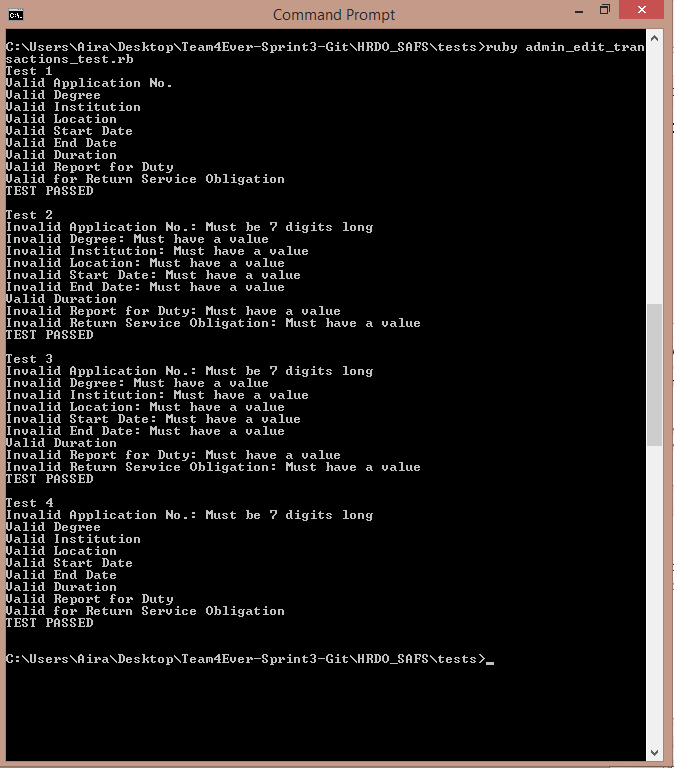 Command Prompt
C:\Users\Aira\Desktop\Team4Ever-Sprint3-Git\HRDO_SAFS\tests>ruby admin_edit_tran
sactions_test.rb
Test 1
Valid Application No.
Valid Degree
Valid Institution
Valid Location
Valid Start Date
Valid End Date
Valid Duration
Valid Report for Duty
Valid for Return Service Obligation
TEST PASSED
Test 2
Invalid Application No.: Must be 7 digits long
Invalid Degree: Must have a value
Invalid Institution: Must have a value
Invalid Location: Must have a value
Invalid Start Date: Must have a value
Invalid End Date: Must have a value
Valid Duration
Invalid Report for Duty: Must have a value
Invalid Return Service Obligation: Must have a value
TEST PASSED
Test 3
Invalid Application No.: Must be 7 digits long
Invalid Degree: Must have a value
Invalid Institution: Must have a value
Invalid Location: Must have a value
Invalid Start Date: Must have a value
Invalid End Date: Must have a value
Valid Duration
Invalid Report for Duty: Must have a value
Invalid Return Service Obligation: Must have a value
TEST PASSED
Test 4
Invalid Application No.: Must be 7 digits long
Valid Degree
Valid Institution
Valid Location
Valid Start Date
Valid End Date
Valid Duration
Valid Report for Duty
Valid for Return Service Obligation
TEST PASSED
C:\Users\Aira\Desktop\Team4Ever-Sprint3-Git\HRDO_SAFS\tests>